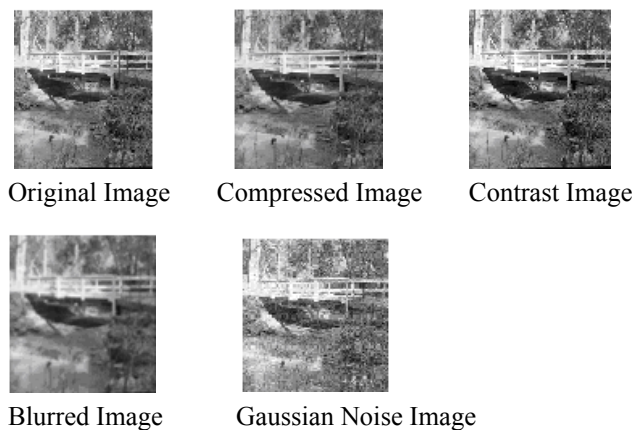 Original Image
Compressed Image
Contrast Image
Blurred Image
Gaussian Noise Image